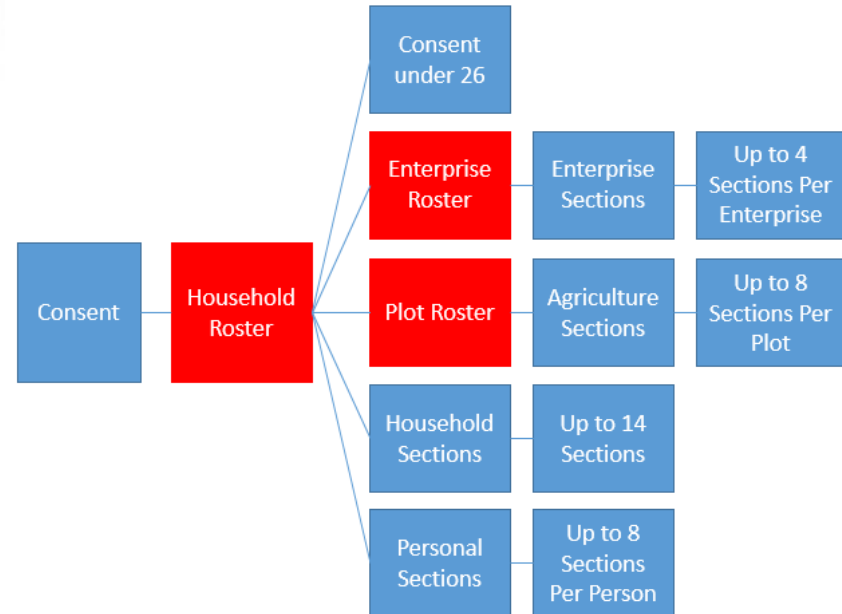 Consent
under 26
Enterprise
Roster
Enterprise
Sections
Up to 4
Sections Per
Enterprise
Consent
Household
Roster
Plot Roster
Agriculture
Sections
Up to 8
Sections Per
Plot
Household
Sections
Up to 14
Sections
Personal
Sections
Up to 8
Sections
Per Person